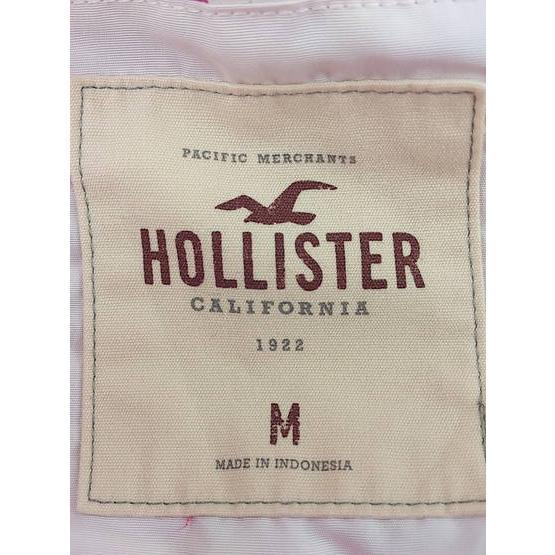 PACIFIC MERCHANTS
HOLLISTER
CALIFORNIA
1922
M
MADE IN INDONESIA